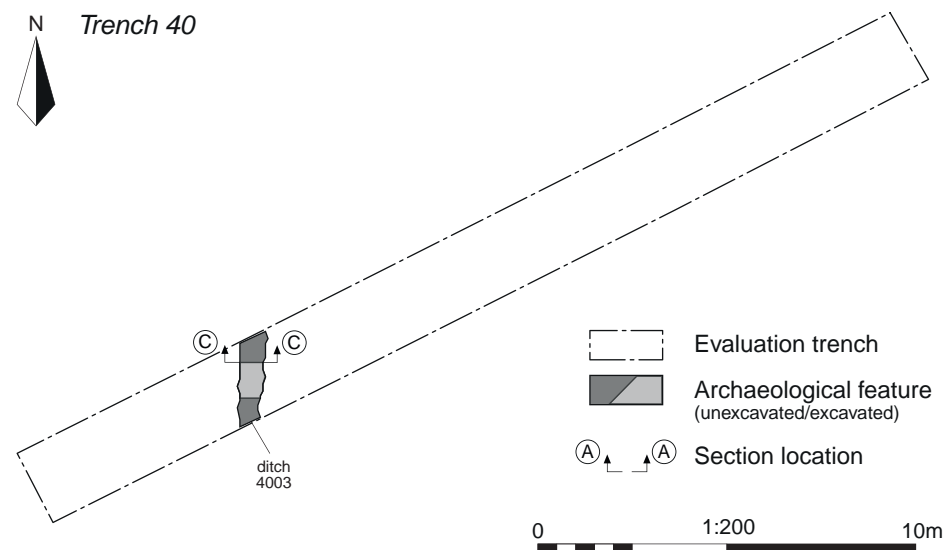 N
Trench 40
C C
ditch
4003
Evaluation trench
Archaeological feature
(unexcavated/excavated)
A A Section location
0 1:200 10m